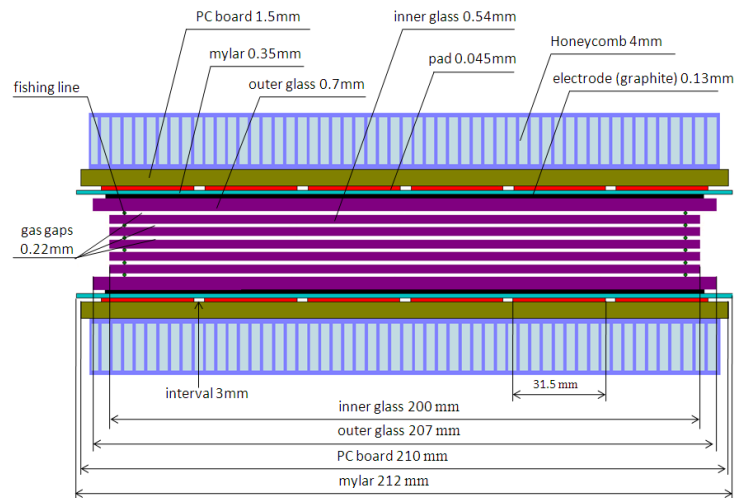 PC board 1.5mm
inner glass 0.54mm
mylar 0.35mm
pad 0.045mm
Honeycomb 4mm
fishing line
outer glass 0.7mm
electrode (graphite) 0.13mm
gas gaps
0.22mm
interval 3mm
31.5 mm
inner glass 200 mm
outer glass 207 mm
PC board 210 mm
mylar 212 mm